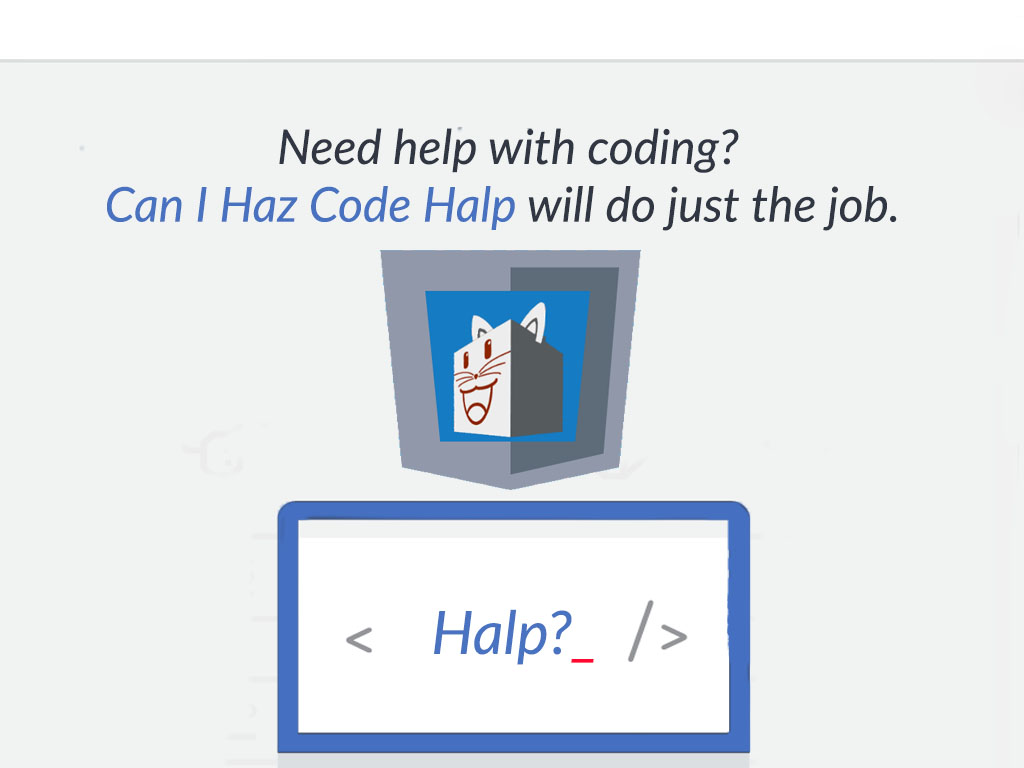 Need help with coding?
Can I Haz Code Halp will do just the job.
< Halp?_ />